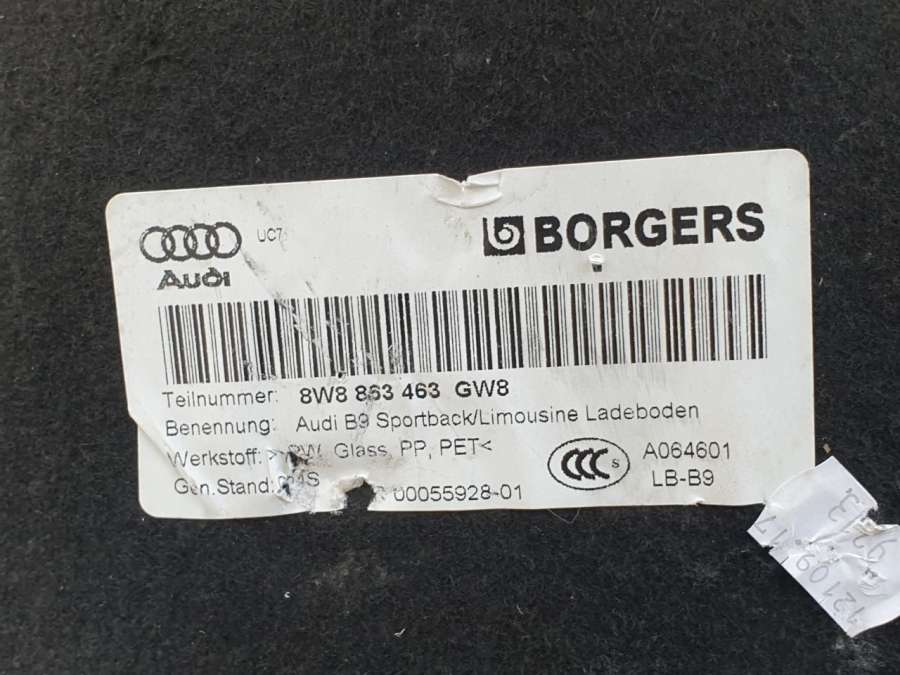 Audi UC7
BORGERS
Teilnummer: 8W8 863 463 GW8
Benennung: Audi B9 Sportback/Limousine Ladeboden
Werkstoff: Glass, PP, PET<
Gen.Stand:
00055928-01
CCC S
A064601
LB-B9